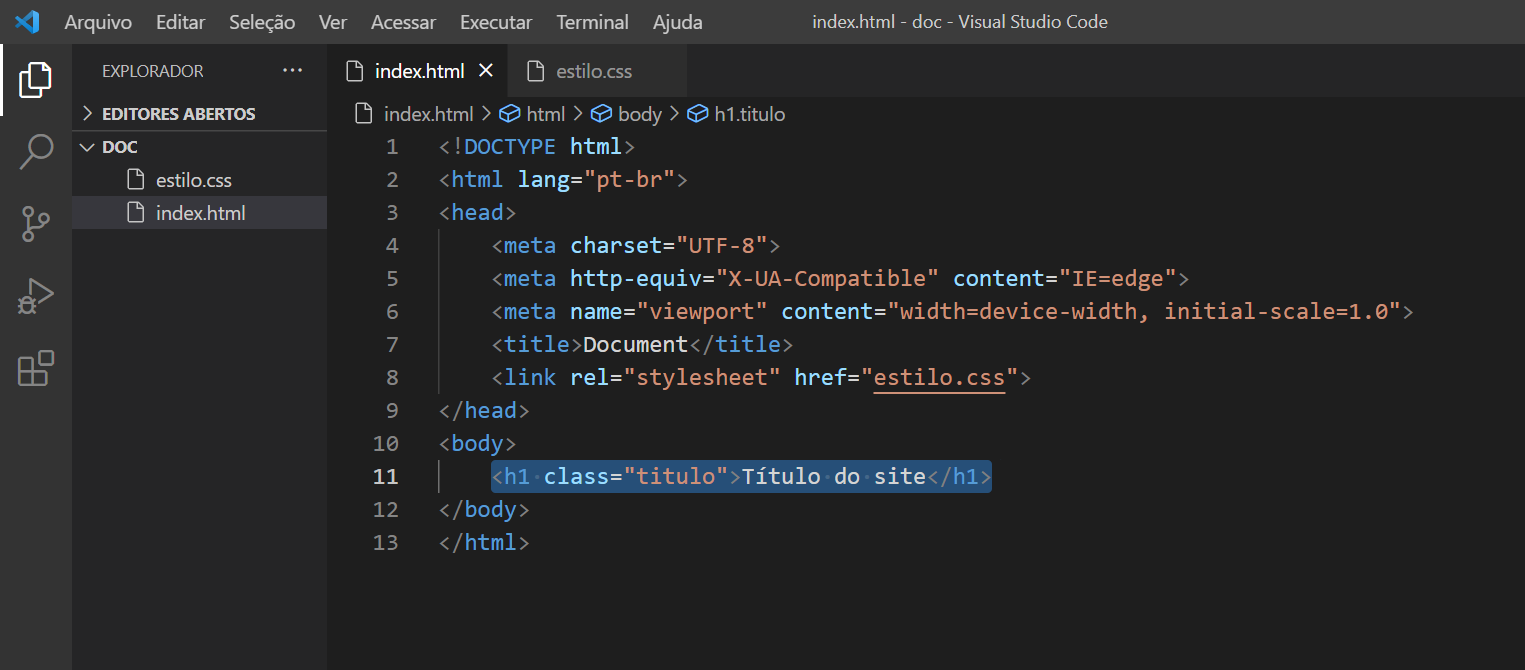 Arquivo Editar Seleção Ver Acessar Executar Terminal Ajuda index.html - doc - Visual Studio Code
EXPLORADOR ···
EDITORES ABERTOS
DOC
estilo.css
index.html
index.html estilo.css
index.html > html > body > h1.titulo
1 <!DOCTYPE html>
2 <html lang="pt-br">
3 <head>
4 <meta charset="UTF-8">
5 <meta http-equiv="X-UA-Compatible" content="IE=edge">
6 <meta name="viewport" content="width=device-width, initial-scale=1.0">
7 <title>Document</title>
8 <link rel="stylesheet" href="estilo.css">
9 </head>
10 <body>
11 <h1 class="titulo">Título do site</h1>
12 </body>
13 </html>